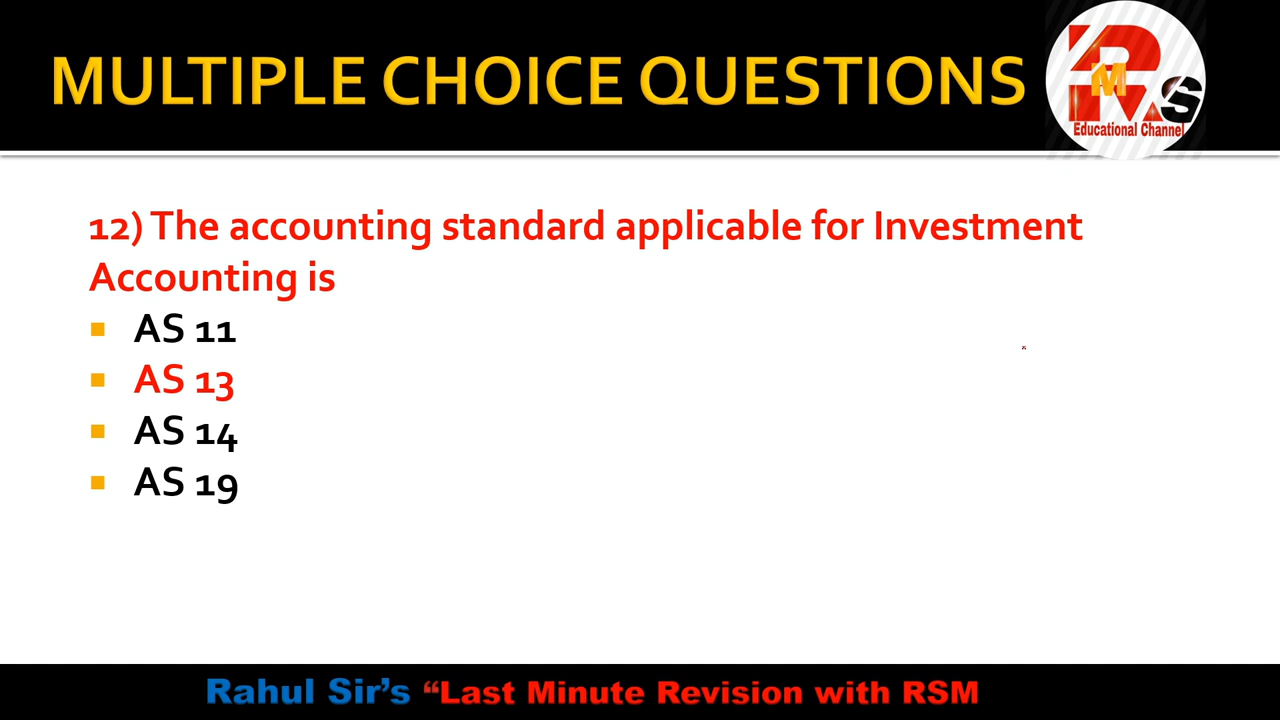 MULTIPLE CHOICE QUESTIONS
RMS
Educational Channel
12) The accounting standard applicable for Investment
Accounting is
AS 11
AS 13
AS 14
AS 19
Rahul Sir's “Last Minute Revision with RSM